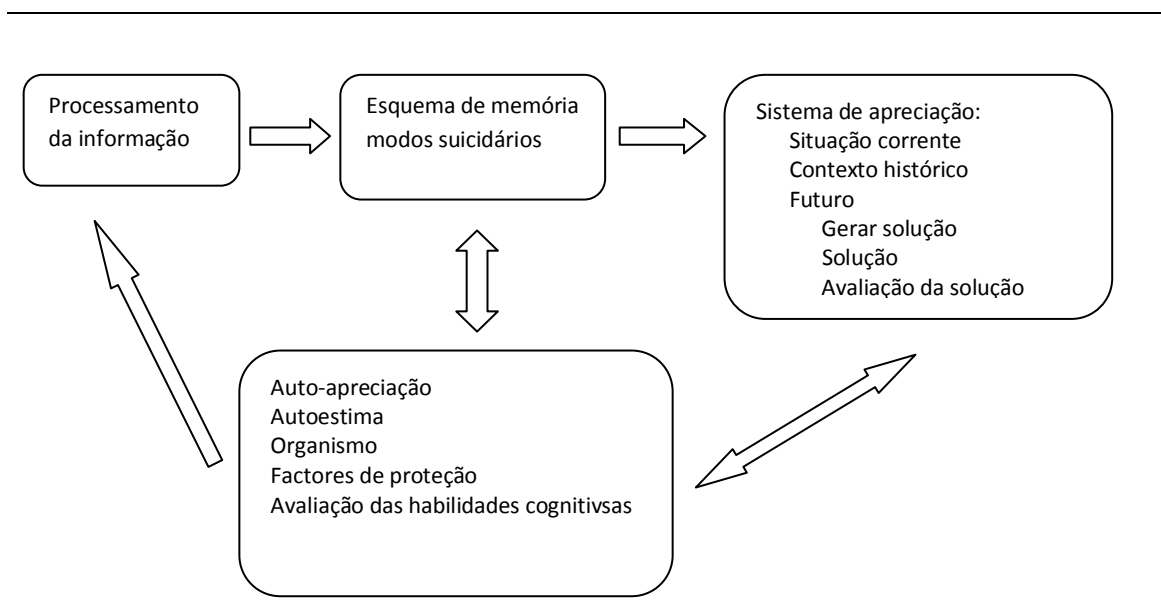 Processamento
da informação
Esquema de memória
modos suicidários
Sistema de apreciação:
Situação corrente
Contexto histórico
Futuro
Gerar solução
Solução
Avaliação da solução
Auto-apreciação
Autoestima
Organismo
Factores de proteção
Avaliação das habilidades cognitivsas